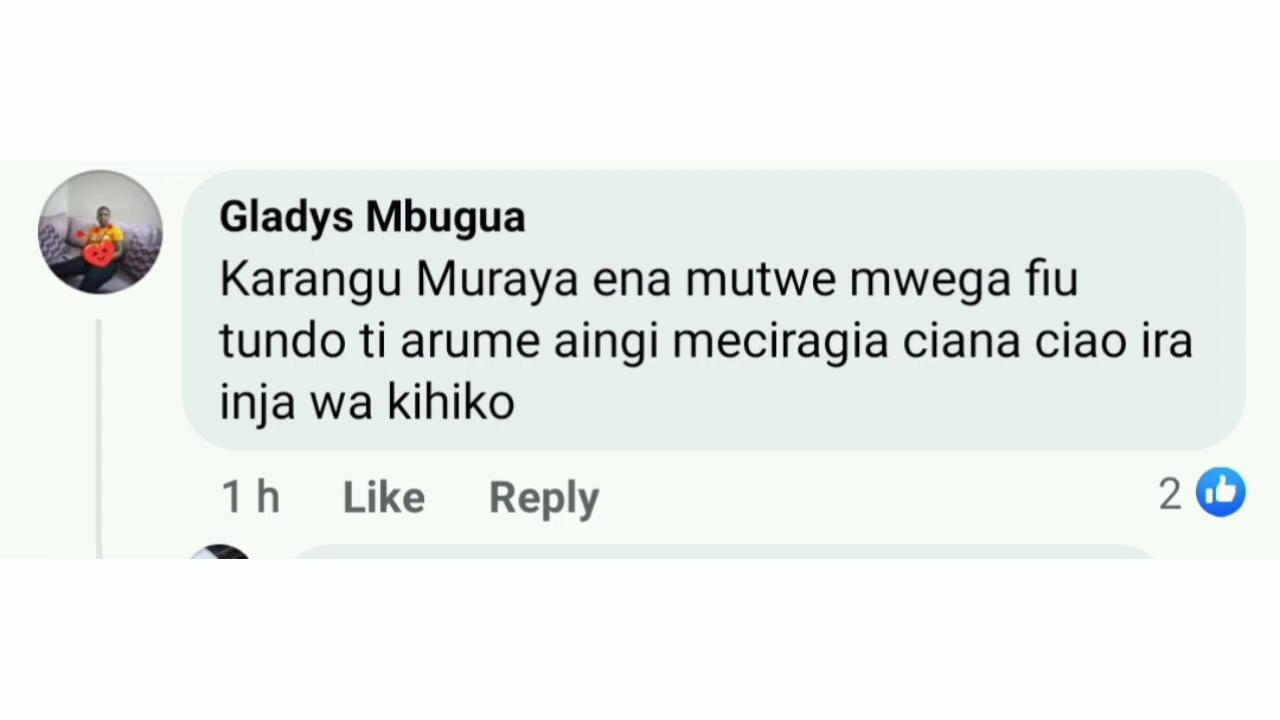 Gladys Mbugua
Karangu Muraya ena mutwe mwega fiu
tundo ti arume aingi meciragia ciana ciao ira
inja wa kihiko
1 h Like Reply 2